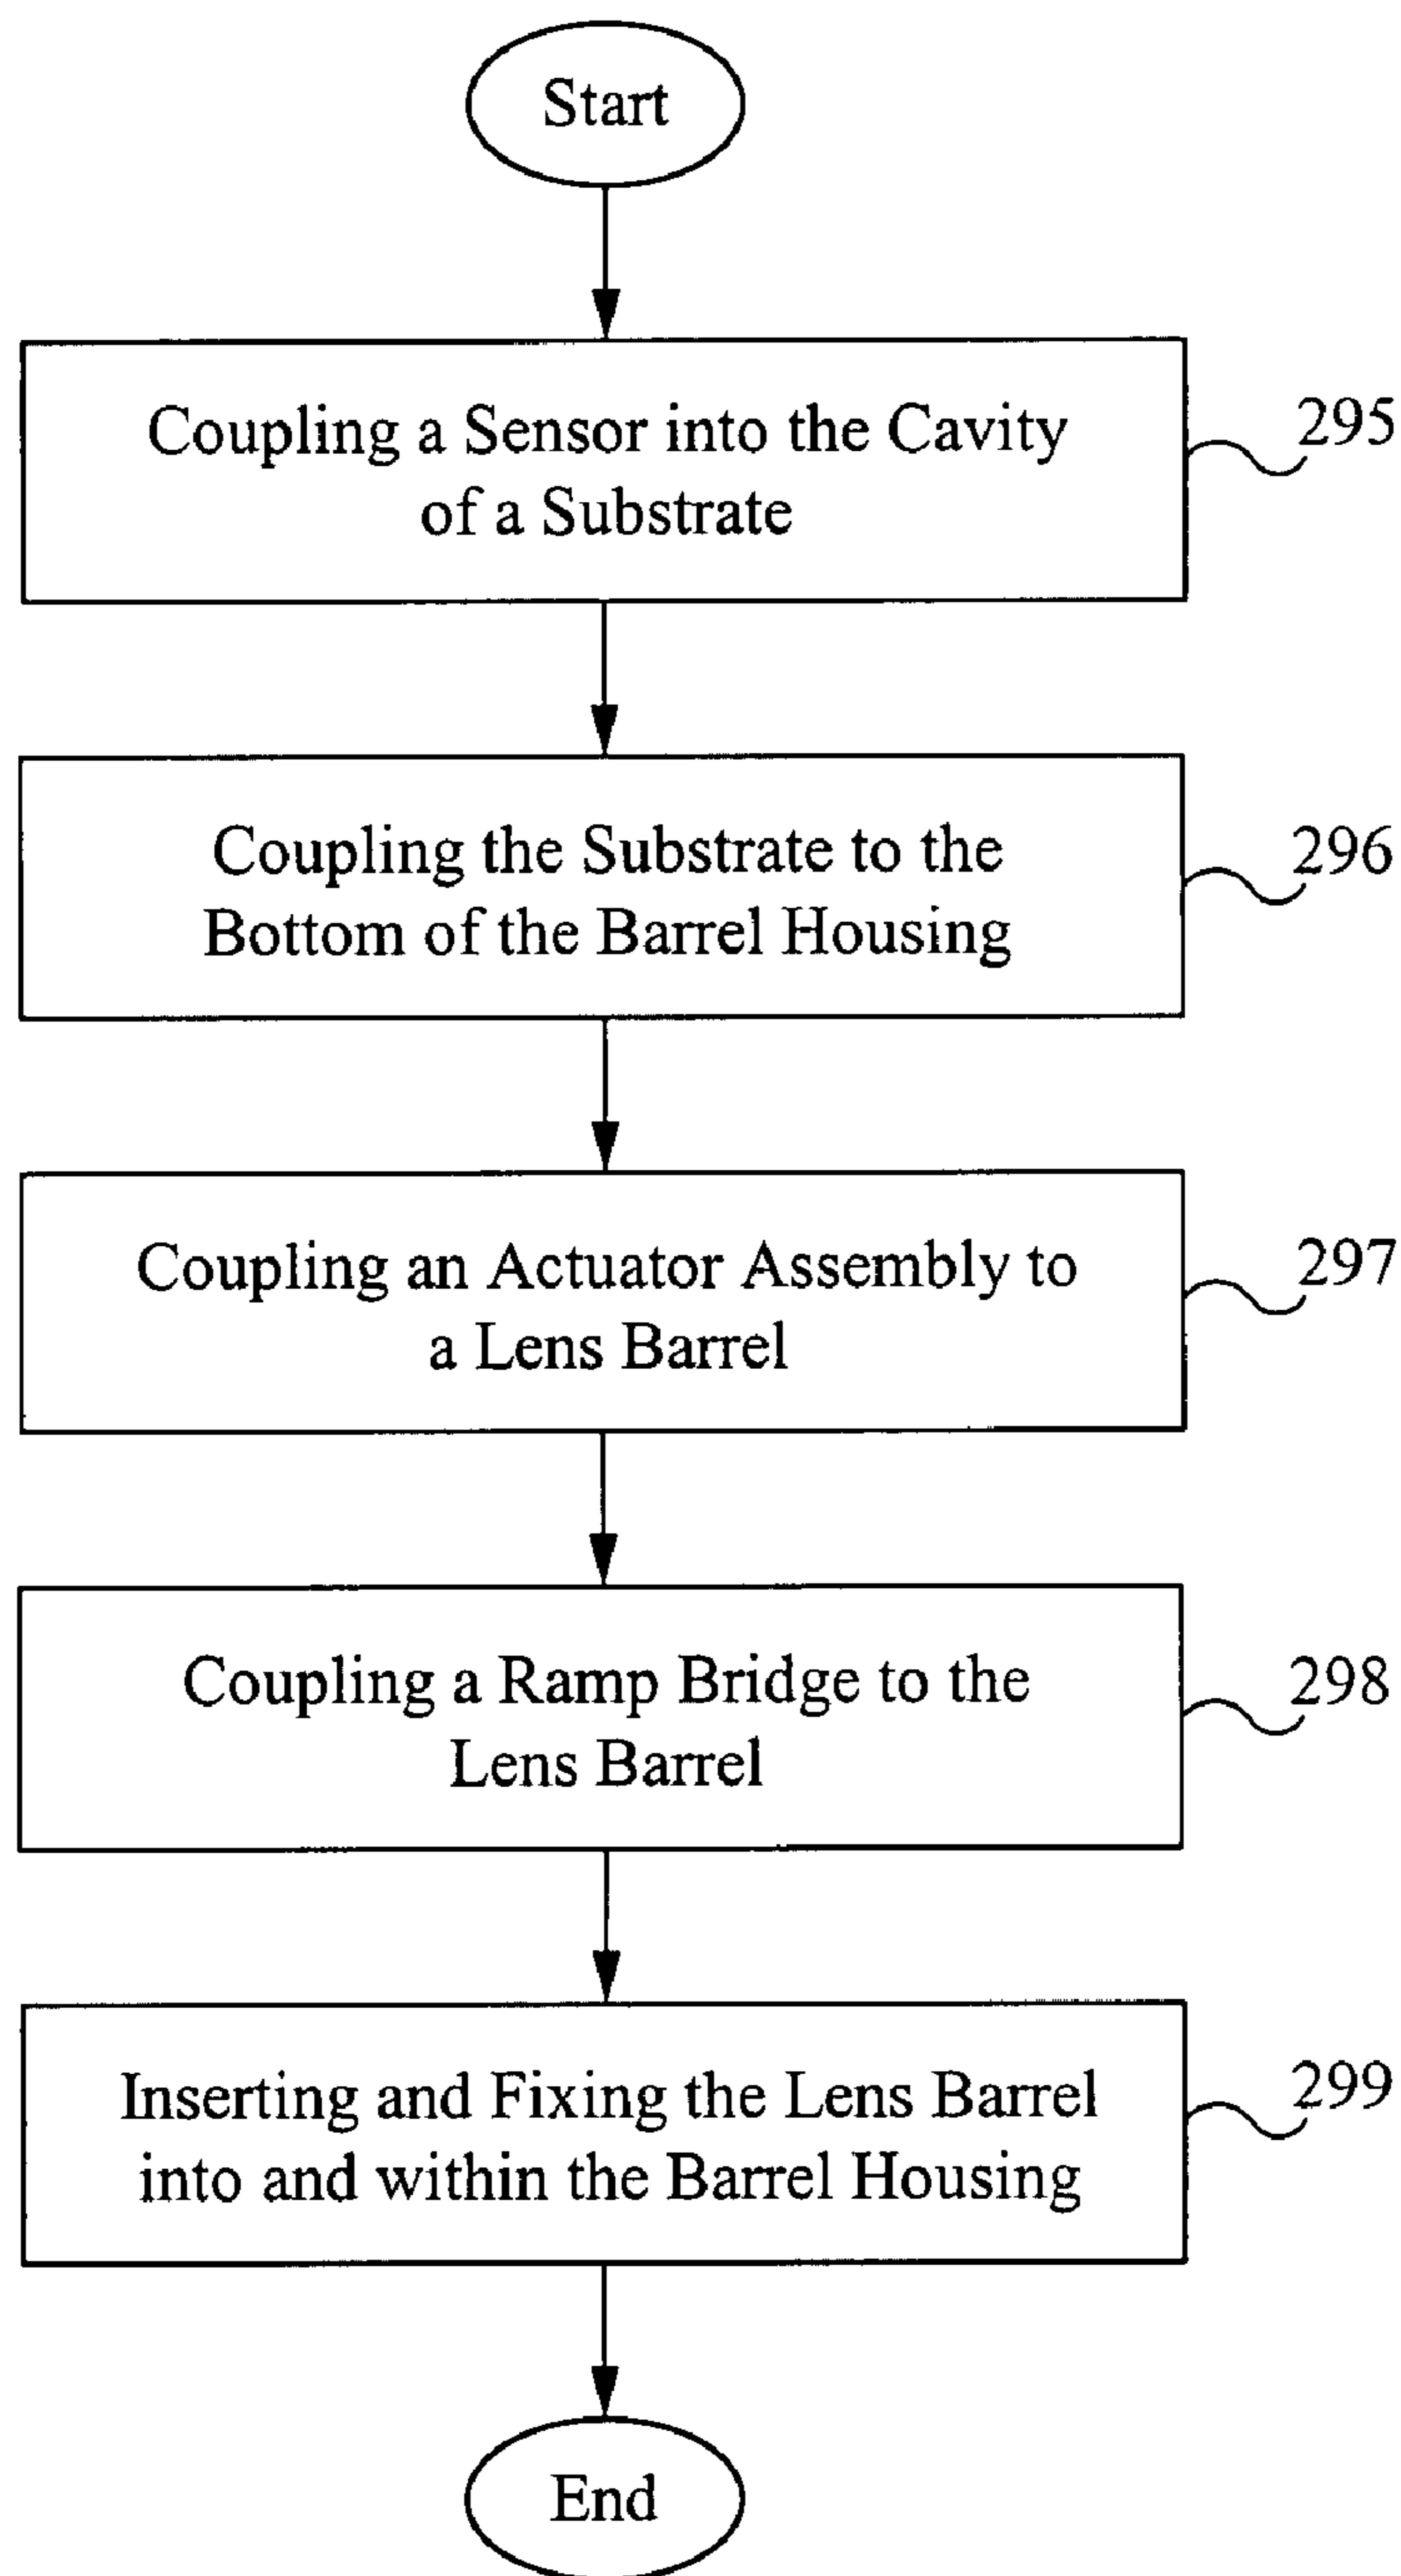 Start
Coupling a Sensor into the Cavity
of a Substrate
295
Coupling the Substrate to the
Bottom of the Barrel Housing
296
Coupling an Actuator Assembly to
a Lens Barrel
297
Coupling a Ramp Bridge to the
Lens Barrel
298
Inserting and Fixing the Lens Barrel
into and within the Barrel Housing
299
End